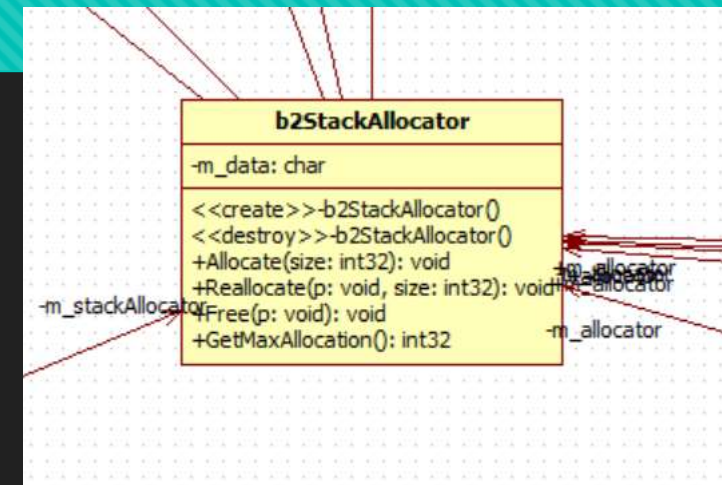 b2StackAllocator
-m_data: char
<<create>>-b2StackAllocator()
<<destroy>>-b2StackAllocator()
+Allocate(size: int32): void
+Reallocate(p: void, size: int32): void
+Free(p: void): void
+GetMaxAllocation(): int32
-m_stackAllocator
-m_allocator